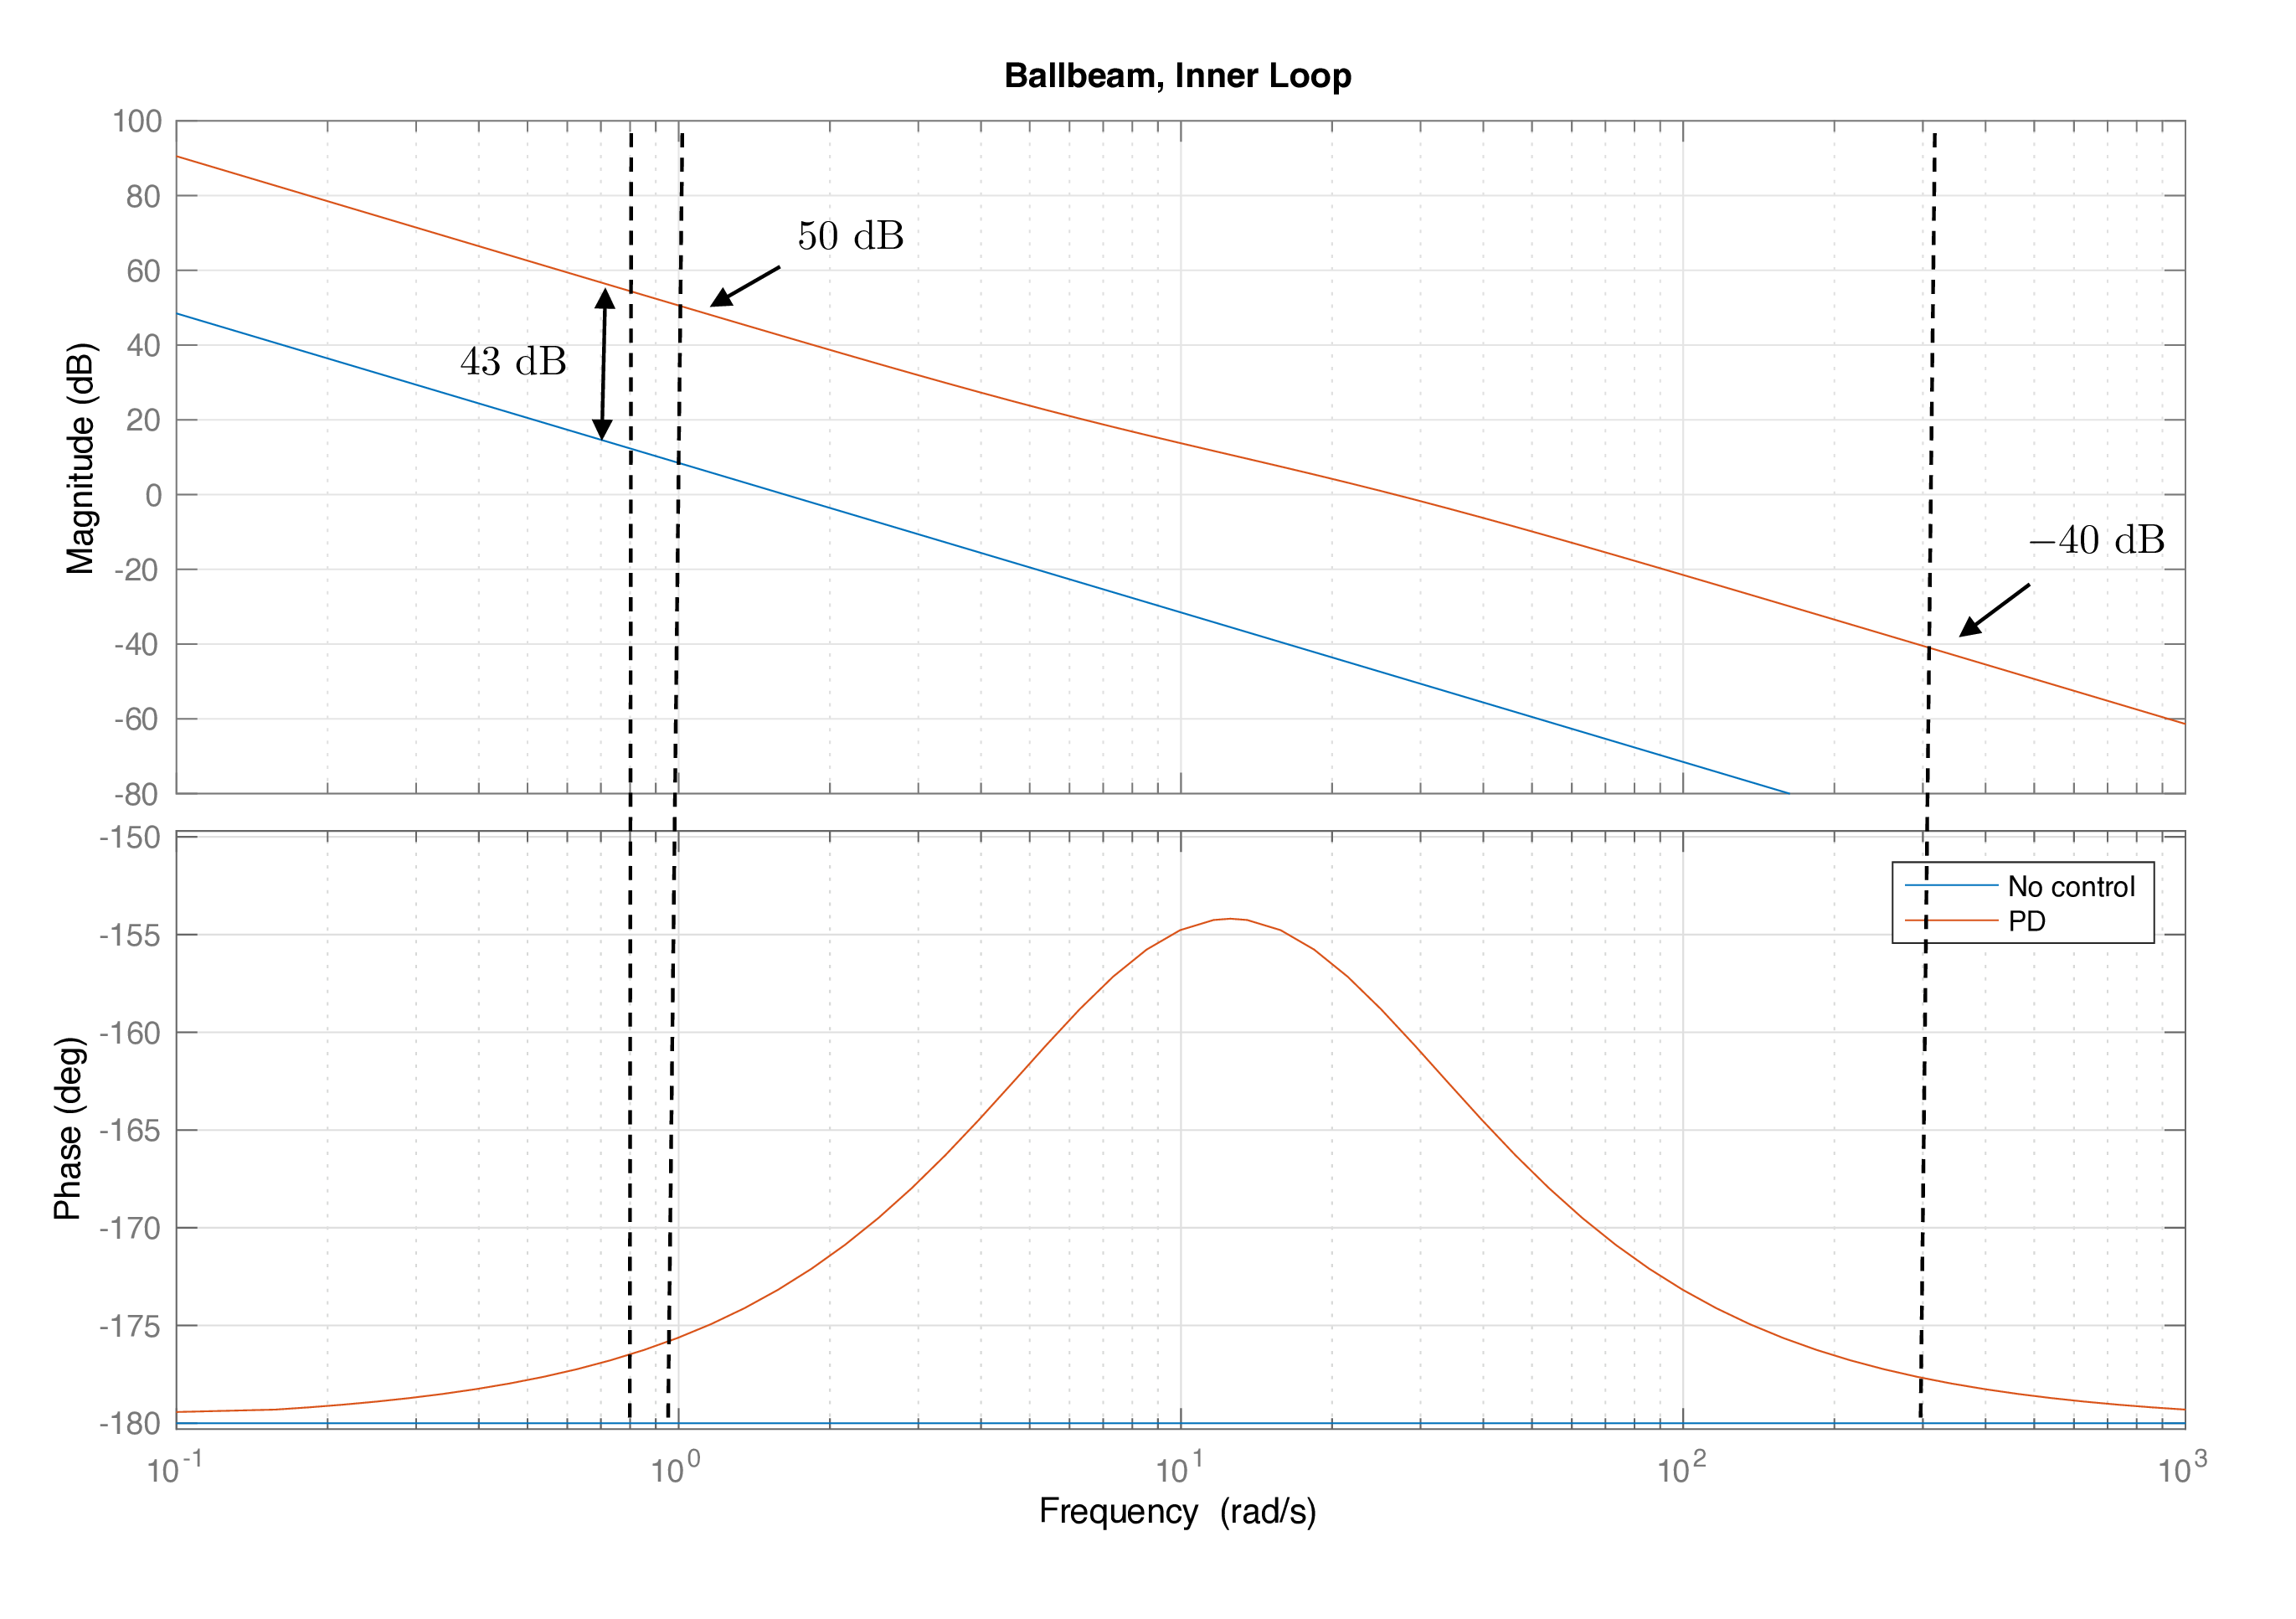 Ballbeam, Inner Loop
100
80
60
40
20
0
-20
-40
-60
-80
Magnitude (dB)
50 dB
43 dB
−40 dB
-150
-155
-160
-165
-170
-175
-180
Phase (deg)
No control
PD
10^-1 10^0 10^1 10^2 10^3
Frequency (rad/s)